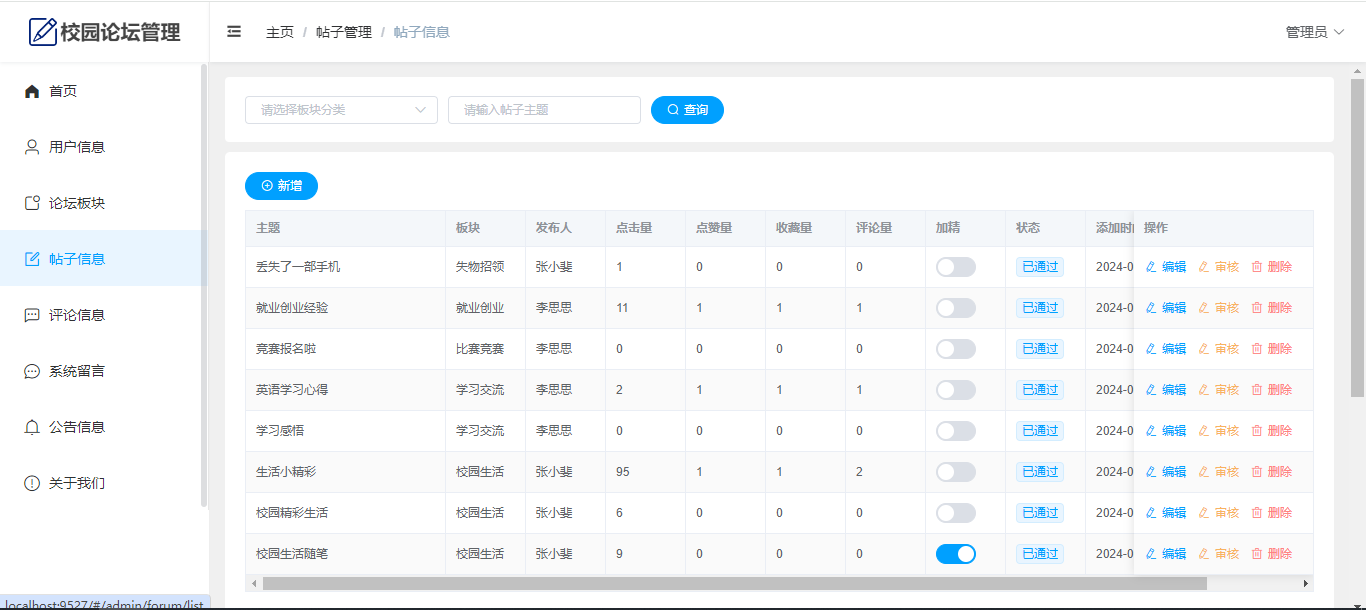 校园论坛管理
主页 / 帖子管理 / 帖子信息
管理员
首页
用户信息
论坛板块
帖子信息
评论信息
系统留言
公告信息
关于我们
请选择板块分类 请输入帖子主题 查询
新增
主题 板块 发布人 点击量 点赞量 收藏量 评论量 加精 状态 添加时 操作
丢失了一部手机 失物招领 张小斐 1 0 0 0 已通过 2024-0 编辑 审核 删除
就业创业经验 就业创业 李思思 11 1 1 1 已通过 2024-0 编辑 审核 删除
竞赛报名啦 比赛竞赛 李思思 0 0 0 0 已通过 2024-0 编辑 审核 删除
英语学习心得 学习交流 李思思 2 1 1 1 已通过 2024-0 编辑 审核 删除
学习感悟 学习交流 李思思 0 0 0 0 已通过 2024-0 编辑 审核 删除
生活小精彩 校园生活 张小斐 95 1 1 2 已通过 2024-0 编辑 审核 删除
校园精彩生活 校园生活 张小斐 6 0 0 0 已通过 2024-0 编辑 审核 删除
校园生活随笔 校园生活 张小斐 9 0 0 0 已通过 2024-0 编辑 审核 删除
localhost:9527/#/admin/forum/list